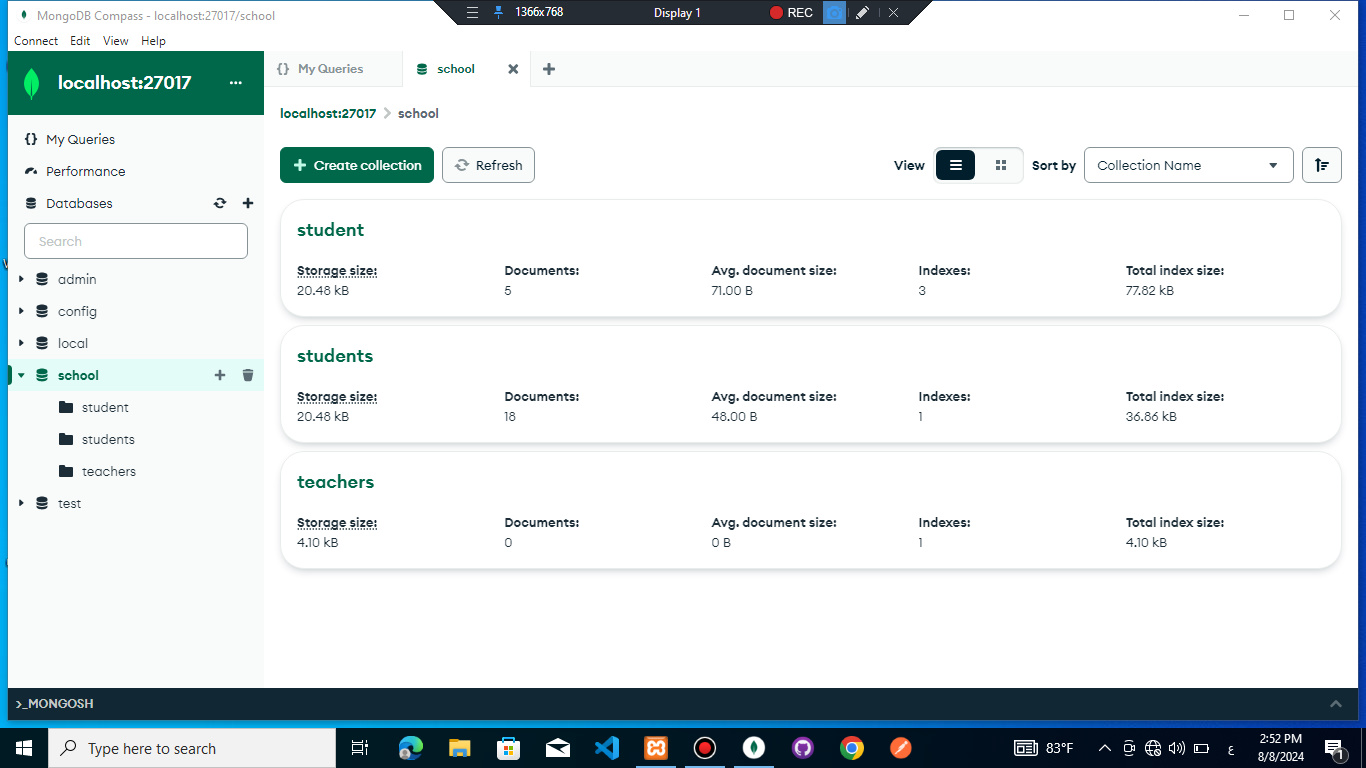 MongoDB Compass - localhost:27017/school
1366x768
Display 1
REC
Connect Edit View Help
localhost:27017
...
{} My Queries
school
localhost:27017 > school
My Queries
Performance
Databases
Search
admin
config
local
school
student
students
teachers
test
Create collection
Refresh
View
Sort by
Collection Name
student
Storage size: Documents: Avg. document size: Indexes: Total index size:
20.48 kB 5 71.00 B 3 77.82 kB
students
Storage size: Documents: Avg. document size: Indexes: Total index size:
20.48 kB 18 48.00 B 1 36.86 kB
teachers
Storage size: Documents: Avg. document size: Indexes: Total index size:
4.10 kB 0 0 B 1 4.10 kB
>_MONGOSH
Type here to search
83°F
ع
2:52 PM
8/8/2024
1